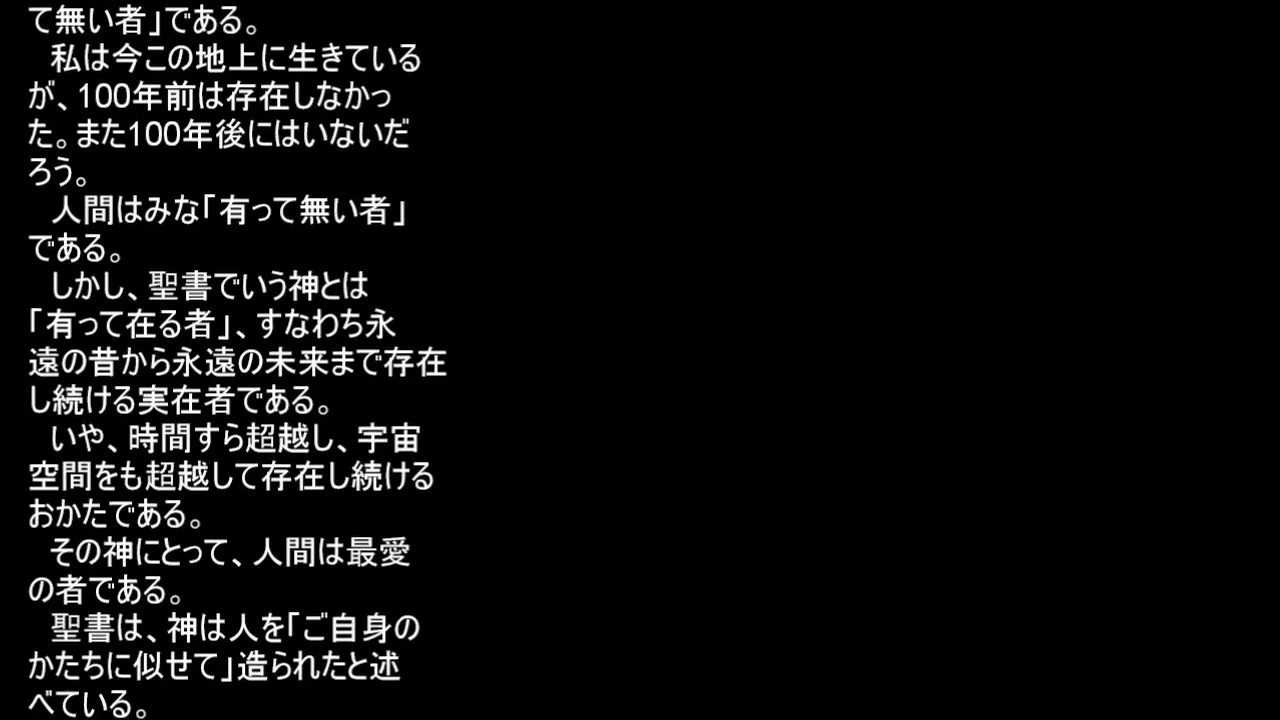 て無い者」である。
　私は今この地上に生きている
が、100年前は存在しなかっ
た。また100年後にはいないだ
ろう。
　人間はみな「有って無い者」
である。
　しかし、聖書でいう神とは
「有って在る者」、すなわち永
遠の昔から永遠の未来まで存在
し続ける実在者である。
　いや、時間すら超越し、宇宙
空間をも超越して存在し続ける
おかたである。
　その神にとって、人間は最愛
の者である。
　聖書は、神は人を「ご自身の
かたちに似せて」造られたと述
べている。